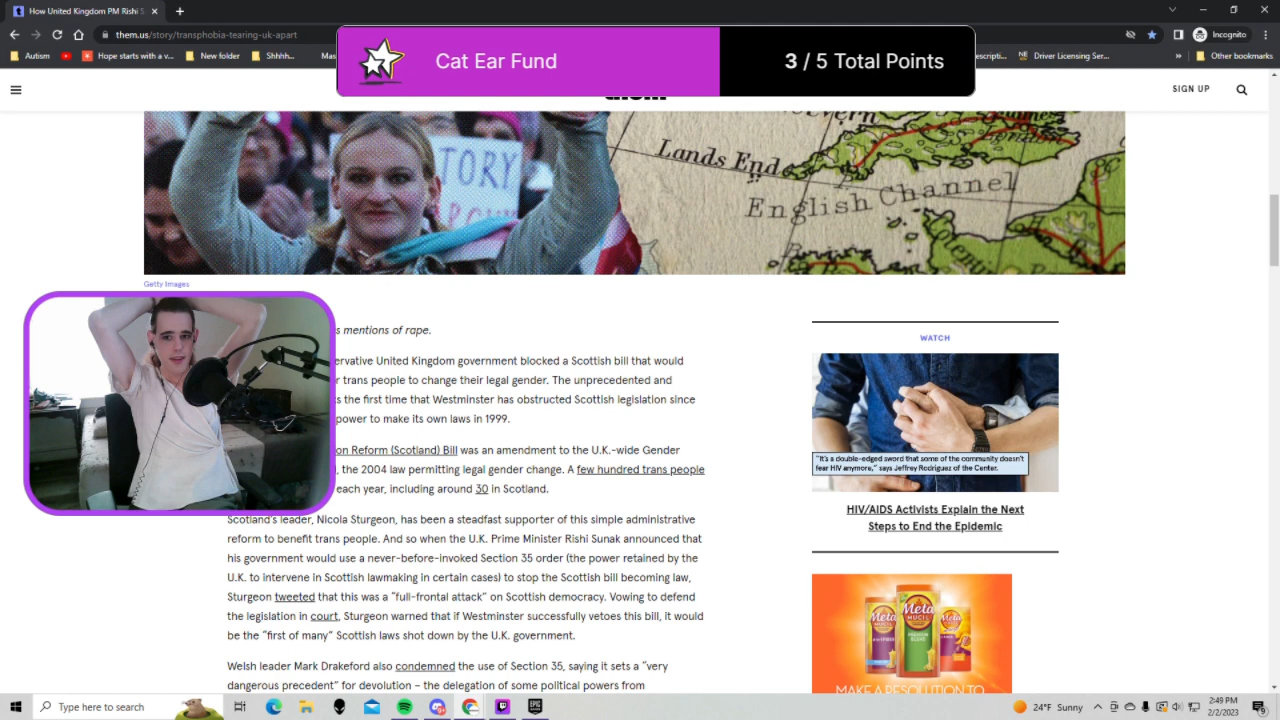 How Prime Minister Rishi S
them.us/story/transphobia-tearing-uk-apart
Incognito
Autism
Hope starts with a v...
New folder
Shhhh...
Driver Licensing Ser...
Cat Ear Fund
3 / 5 Total Points
them.
SIGN UP
TORY
Lands End
English Channel
Getty Images
s mentions of rape.
ervative United Kingdom government blocked a Scottish bill that would
r trans people to change their legal gender. The unprecedented and
s the first time that Westminster has obstructed Scottish legislation since
power to make its own laws in 1999.
on Reform (Scotland) Bill was an amendment to the U.K.-wide Gender
, the 2004 law permitting legal gender change. A few hundred trans people
each year, including around 30 in Scotland.
Scotland's leader, Nicola Sturgeon, has been a steadfast supporter of this simple administrative
reform to benefit trans people. And so when the U.K. Prime Minister Rishi Sunak announced that
his government would use a never-before-invoked Section 35 order (the power retained by the
U.K. to intervene in Scottish lawmaking in certain cases) to stop the Scottish bill becoming law,
Sturgeon tweeted that this was a "full-frontal attack" on Scottish democracy. Vowing to defend
the legislation in court, Sturgeon warned that if Westminster successfully vetoes this bill, it would
be the "first of many" Scottish laws shot down by the U.K. government.
Welsh leader Mark Drakeford also condemned the use of Section 35, saying it sets a "very
dangerous precedent" for devolution – the delegation of some political powers from
WATCH
"It's a double-edged sword that some of the community doesn't
fear HIV anymore," says Jeffrey Rodriguez of the Center.
HIV/AIDS Activists Explain the Next
Steps to End the Epidemic
Meta
MUCIL
Meta
MUCIL
Meta
MUCIL
PREMIUM
BLEND
MAKE A RESOLUTION TO
Type here to search
24°F Sunny
2:49 PM
2/2/2023